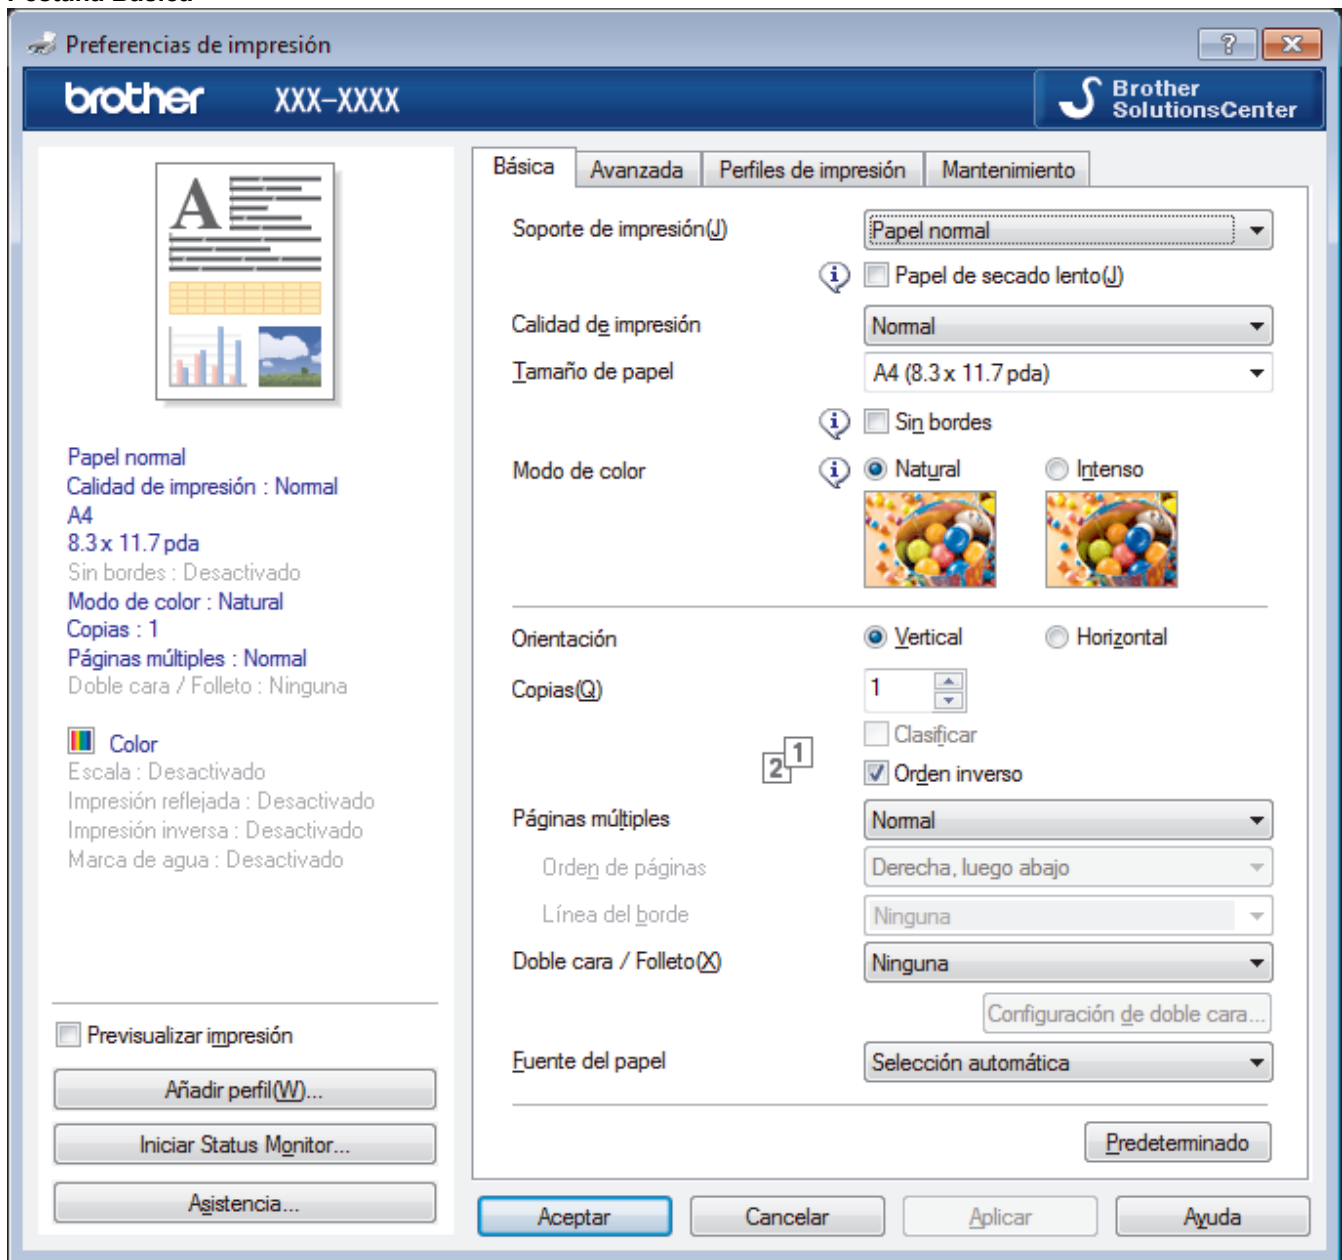 Pestaña Básica
Preferencias de impresión
brother XXX-XXXX
Brother
SolutionsCenter
A
Papel normal
Calidad de impresión : Normal
A4
8.3 x 11.7 pda
Sin bordes : Desactivado
Modo de color : Natural
Copias : 1
Páginas múltiples : Normal
Doble cara / Folleto : Ninguna
Color
Escala : Desactivado
Impresión reflejada : Desactivado
Impresión inversa : Desactivado
Marca de agua : Desactivado
Previsualizar impresión
Añadir perfil(W)...
Iniciar Status Monitor...
Asistencia...
Básica Avanzada Perfiles de impresión Mantenimiento
Soporte de impresión(J) Papel normal
Papel de secado lento(J)
Calidad de impresión Normal
Tamaño de papel A4 (8.3 x 11.7 pda)
Sin bordes
Modo de color Natural Intenso
Orientación Vertical Horizontal
Copias(Q) 1
Clasificar
2 1
Orden inverso
Páginas múltiples Normal
Orden de páginas Derecha, luego abajo
Línea del borde Ninguna
Doble cara / Folleto(X) Ninguna
Configuración de doble cara...
Fuente del papel Selección automática
Predeterminado
Aceptar Cancelar Aplicar Ayuda